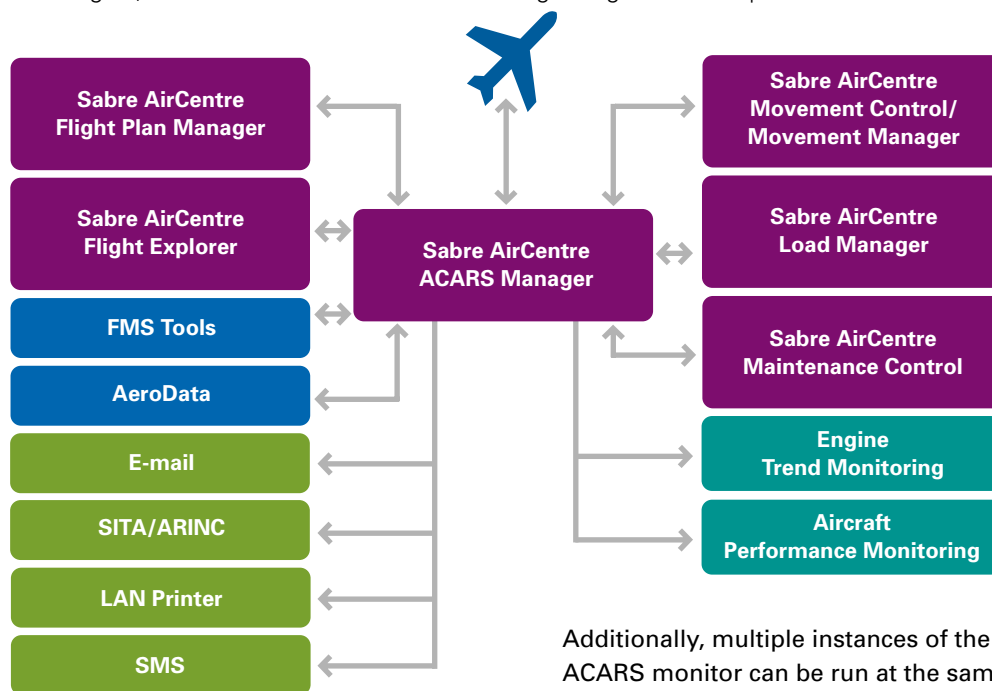 Sabre AirCentre
Flight Plan Manager
Sabre AirCentre
Flight Explorer
FMS Tools
AeroData
E-mail
SITA/ARINC
LAN Printer
SMS
Sabre AirCentre
ACARS Manager
Sabre AirCentre
Movement Control/
Movement Manager
Sabre AirCentre
Load Manager
Sabre AirCentre
Maintenance Control
Engine
Trend Monitoring
Aircraft
Performance Monitoring
Additionally, multiple instances of the
ACARS monitor can be run at the sam